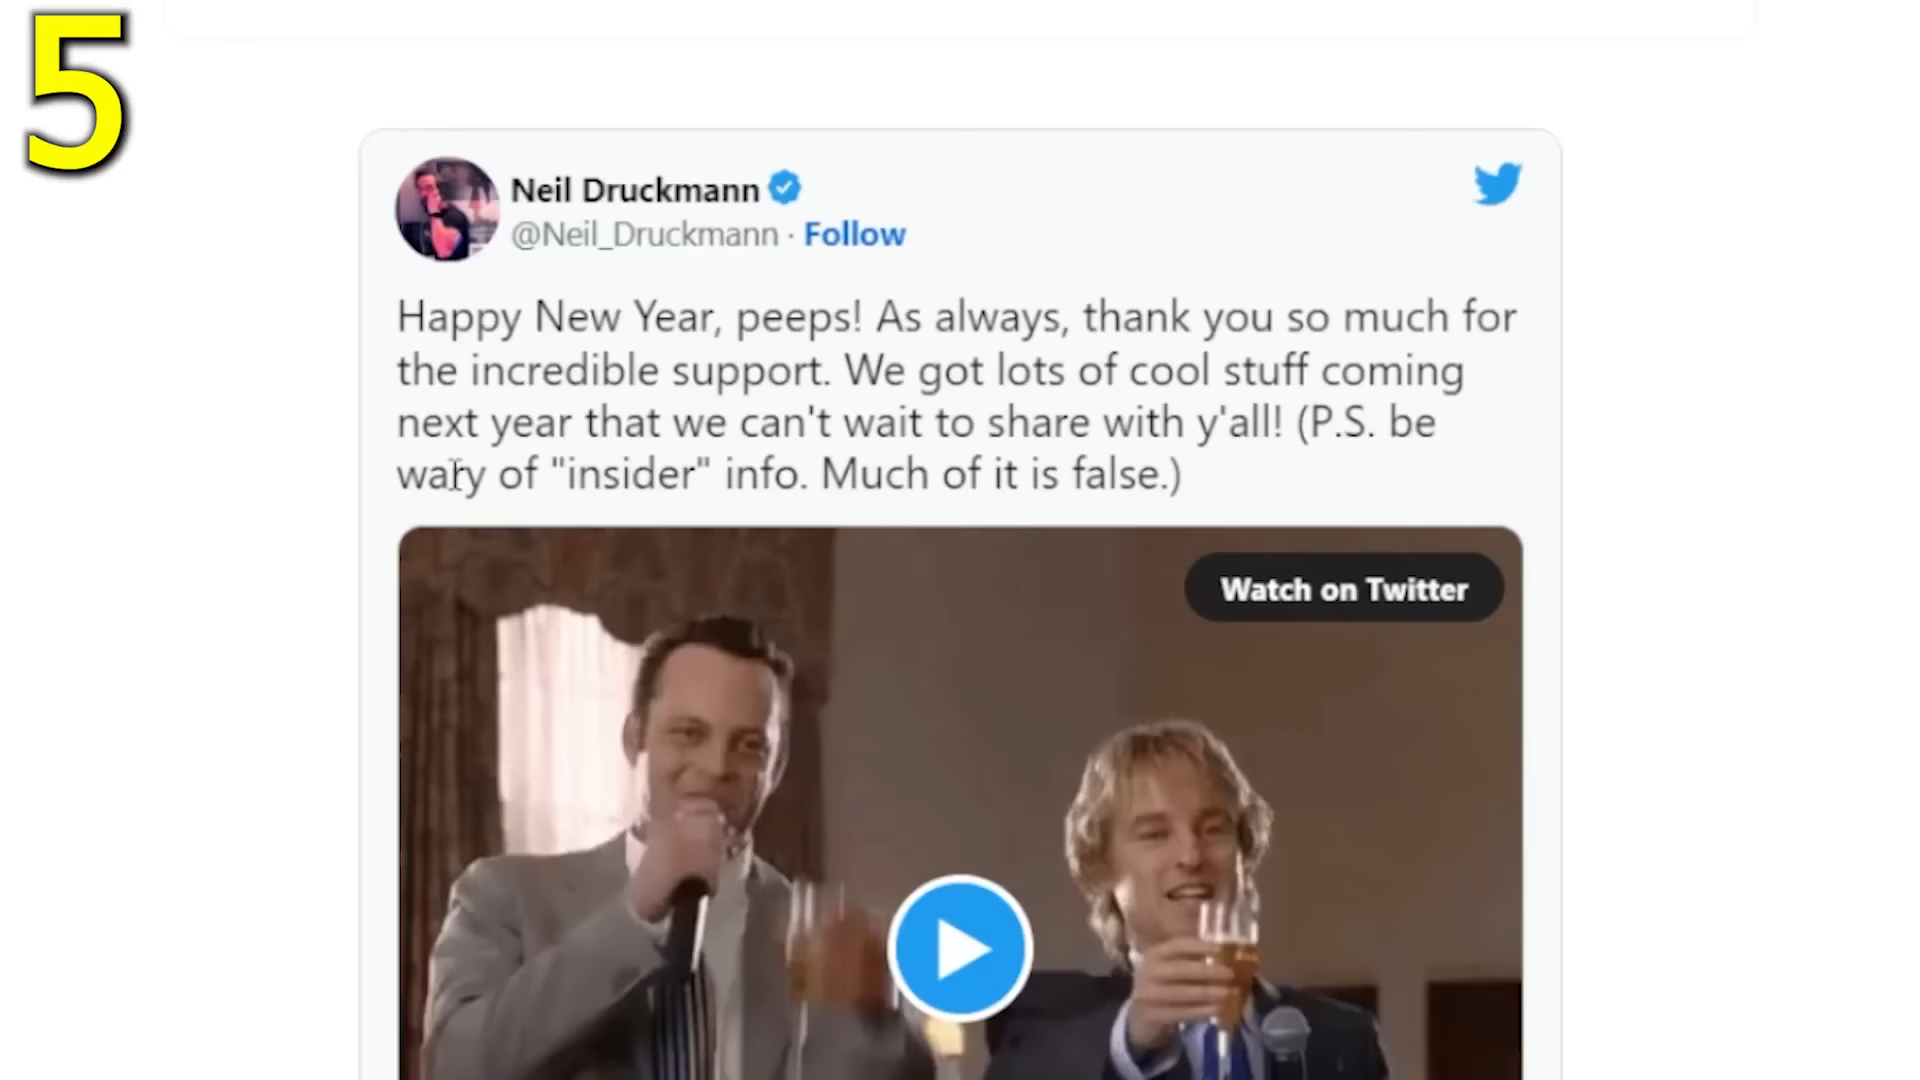 5
Neil Druckmann
@Neil_Druckmann · Follow
Happy New Year, peeps! As always, thank you so much for
the incredible support. We got lots of cool stuff coming
next year that we can't wait to share with y'all! (P.S. be
wary of "insider" info. Much of it is false.)
Watch on Twitter